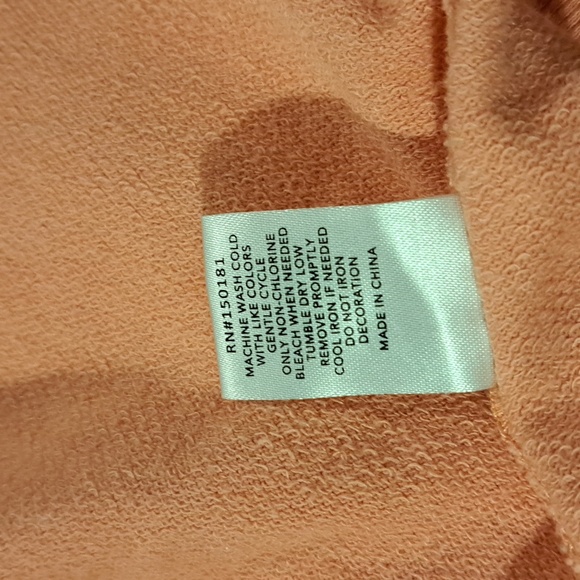 RN#150181
MACHINE WASH COLD
WITH LIKE COLORS
GENTLE CYCLE
ONLY NON-CHLORINE
BLEACH WHEN NEEDED
TUMBLE DRY LOW
REMOVE PROMPTLY
COOL IRON IF NEEDED
DO NOT IRON
DECORATION
MADE IN CHINA